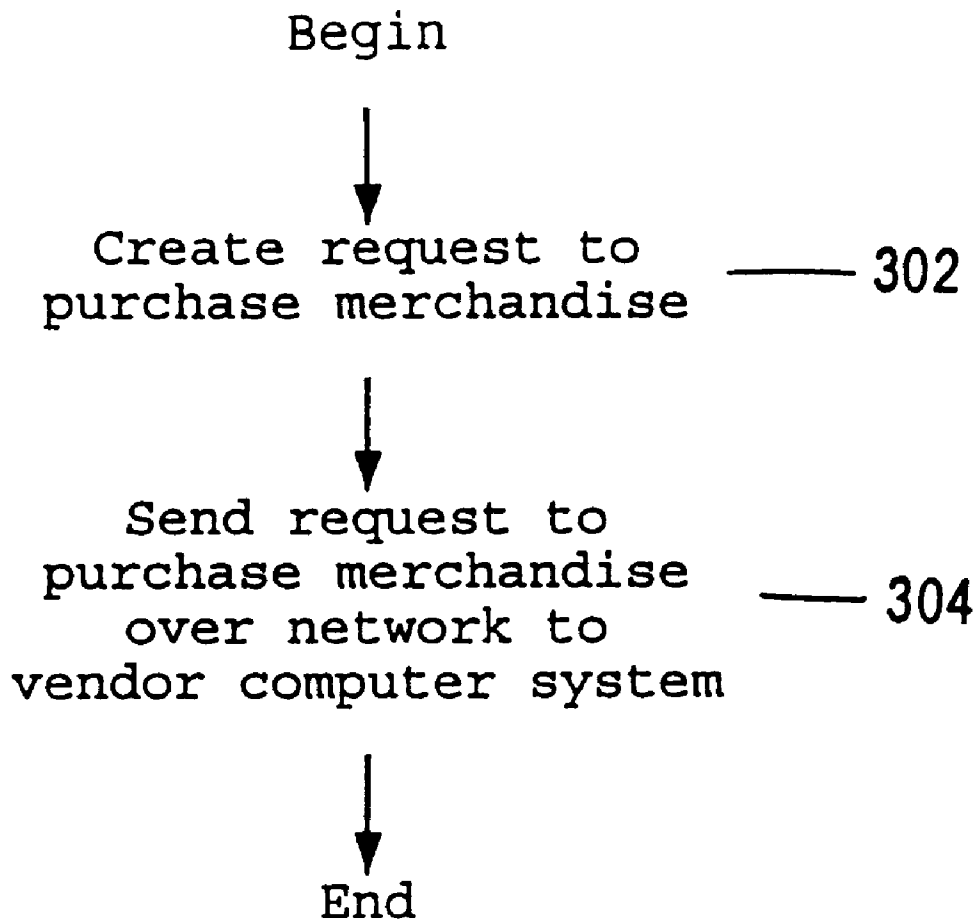 Begin
Create request to
purchase merchandise
302
Send request to
purchase merchandise
over network to
vendor computer system
304
End